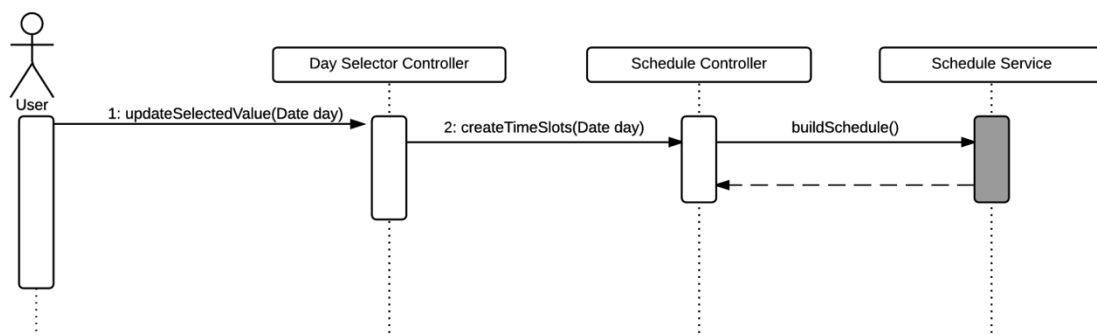 Day Selector Controller
Schedule Controller
Schedule Service
User
1: updateSelectedValue(Date day)
2: createTimeSlots(Date day)
buildSchedule()